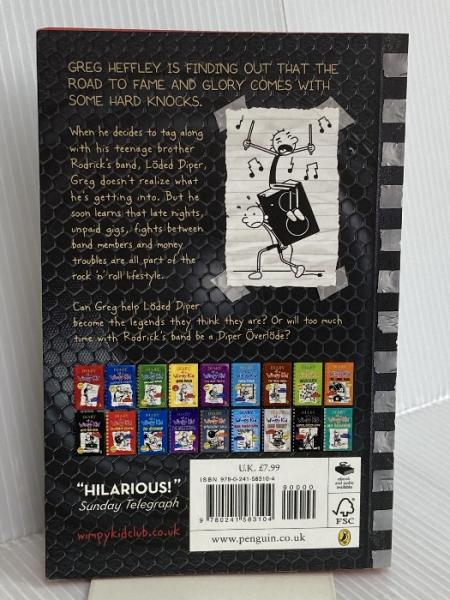 GREG HEFFLEY IS FINDING OUT THAT THE
ROAD TO FAME AND GLORY COMES WITH
SOME HARD KNOCKS.
When he decides to tag along
with his teenage brother
Rodrick's band, Löded Diper,
Greg doesn't realize what
he's getting into. But he
soon learns that late nights,
unpaid gigs, fights between
band members and money
troubles are all part of the
rock 'n' roll lifestyle.
Can Greg help Löded Diper
become the legends they think they are? Or will too much
time with Rodrick's band be a Diper Överlöde?
"HILARIOUS!"
Sunday Telegraph
wimpykidclub.co.uk
U.K. £7.99
ISBN 978-0-241-58310-4
90000
9 780241 583104
www.penguin.co.uk
ebook
and audio
available
FSC